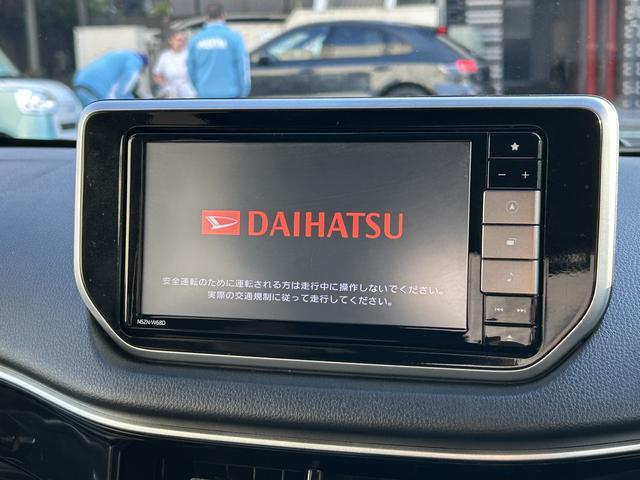 DAIHATSU
安全運転のために運転される方は走行中に操作しないでください。
実際の交通規制に従って走行してください。
NSZN-W68D